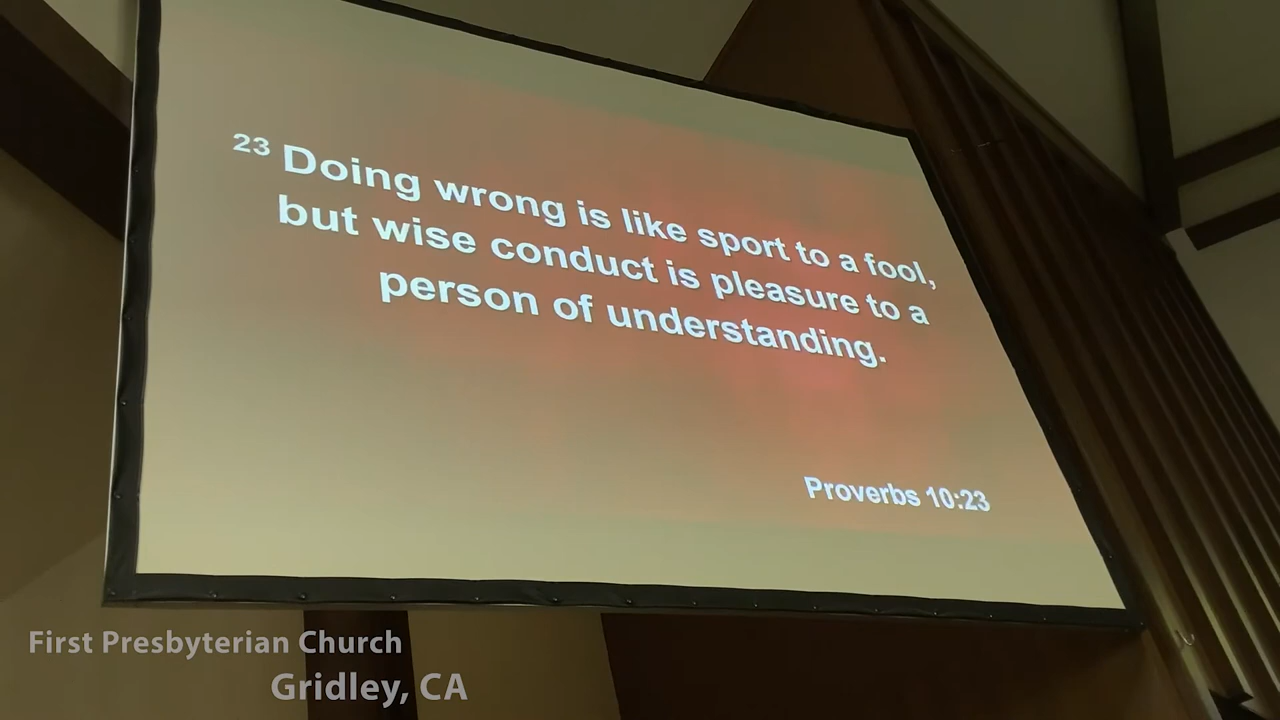 23 Doing wrong is like sport to a fool,
but wise conduct is pleasure to a
person of understanding.
Proverbs 10:23
First Presbyterian Church
Gridley, CA